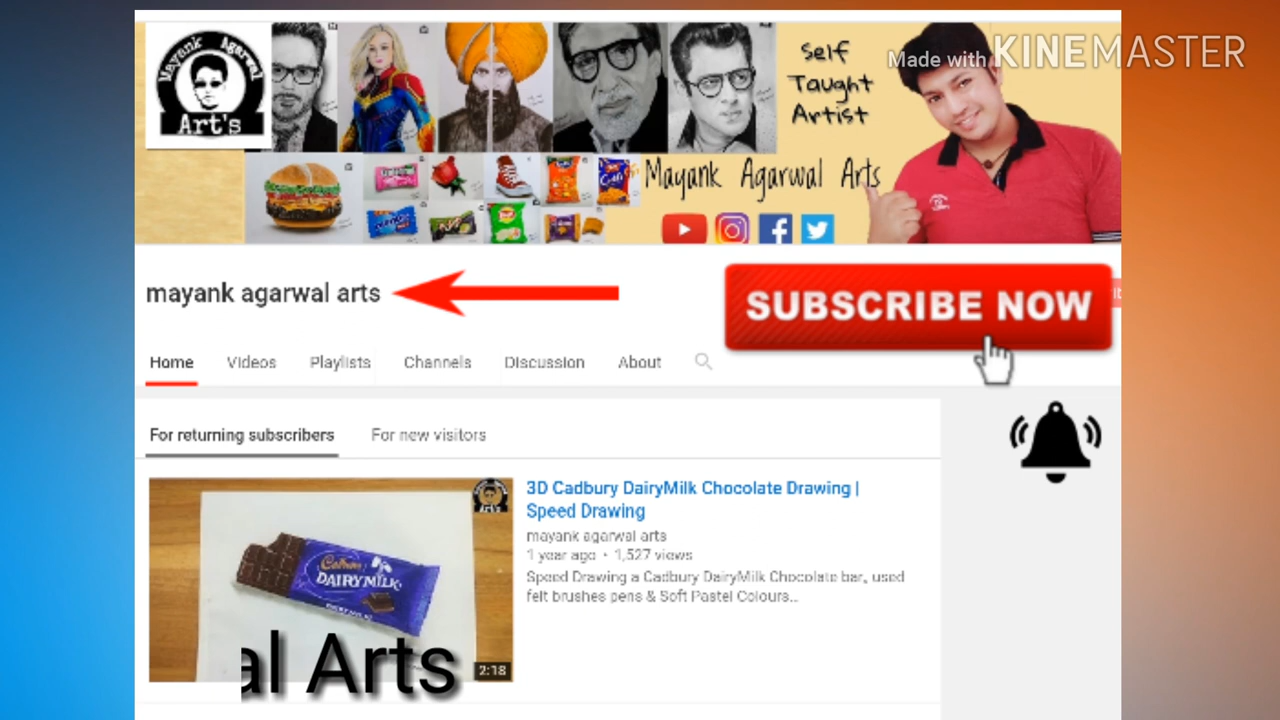 Mayank Agarwal
Art's
Self
Taught
Artist
Made with KINEMASTER
Mayank Agarwal Arts
mayank agarwal arts
SUBSCRIBE NOW
Home Videos Playlists Channels Discussion About
For returning subscribers For new visitors
3D Cadbury DairyMilk Chocolate Drawing |
Speed Drawing
mayank agarwal arts
1 year ago • 1,527 views
Speed Drawing a Cadbury DairyMilk Chocolate bar, used
felt brushes pens & Soft Pastel Colours...
Cadbury
DAIRY MILK
al Arts
2:18